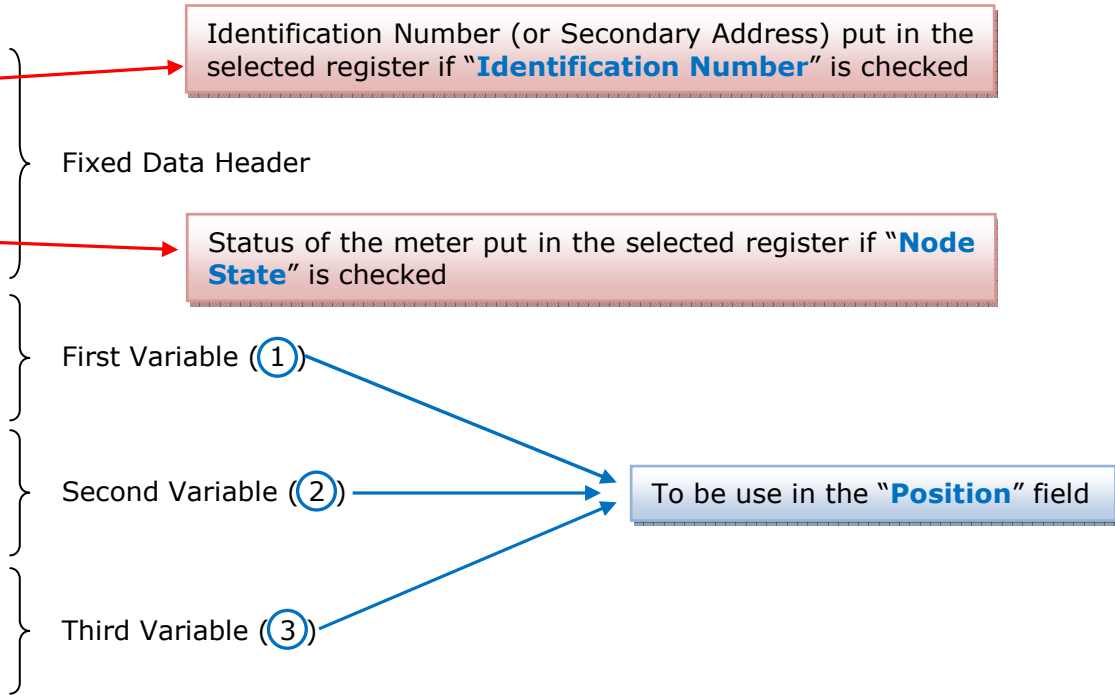 Identification Number (or Secondary Address) put in the
selected register if “Identification Number” is checked
Fixed Data Header
Status of the meter put in the selected register if “Node
State” is checked
First Variable (1)
Second Variable (2)
To be use in the “Position” field
Third Variable (3)